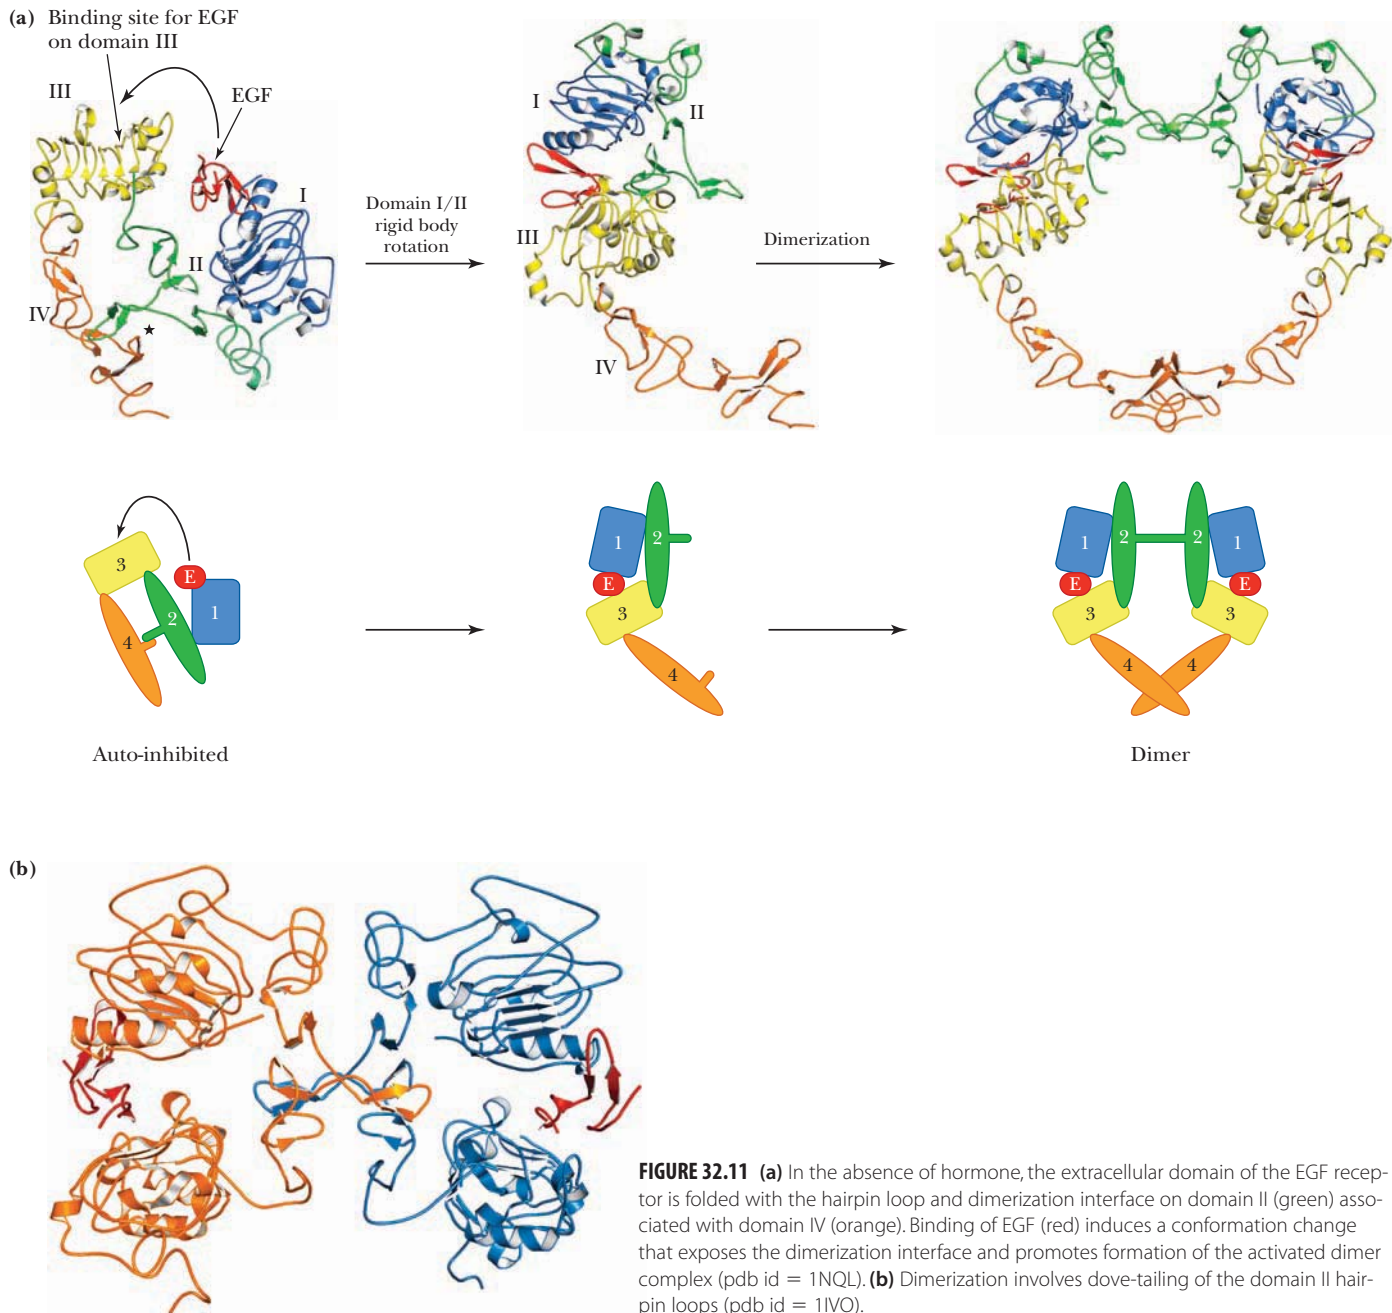 (a) Binding site for EGF
on domain III
III
EGF
I
II
IV
★
Domain I/II
rigid body
rotation
I
II
III
IV
Dimerization
3
E
1
2
4
Auto-inhibited
1
2
E
3
4
1
2
2
1
E
E
3
3
4
4
Dimer
(b)
FIGURE 32.11 (a) In the absence of hormone, the extracellular domain of the EGF recep-
tor is folded with the hairpin loop and dimerization interface on domain II (green) asso-
ciated with domain IV (orange). Binding of EGF (red) induces a conformation change
that exposes the dimerization interface and promotes formation of the activated dimer
complex (pdb id = 1NQL). (b) Dimerization involves dove-tailing of the domain II hair-
pin loops (pdb id = 1IVO).